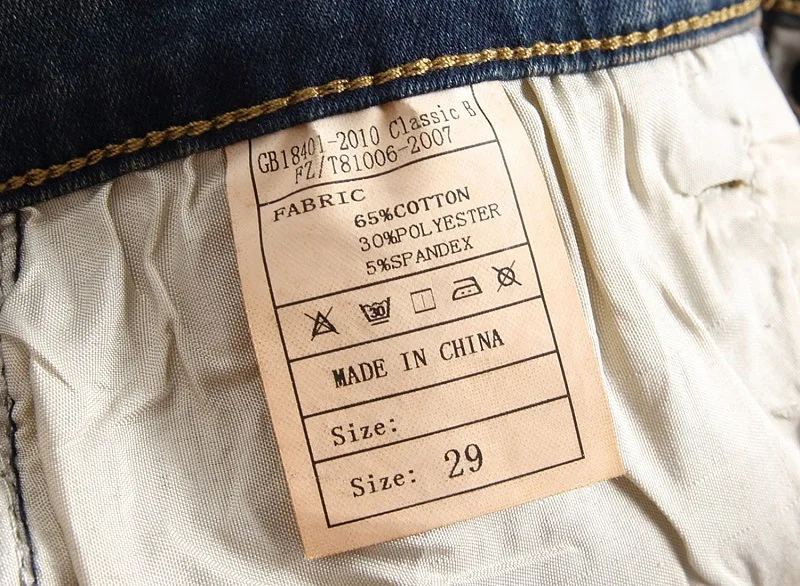 GB18401-2010 Classic B
FZ/T81006-2007
FABRIC
65%COTTON
30%POLYESTER
5%SPANDEX
30
MADE IN CHINA
Size:
Size: 29